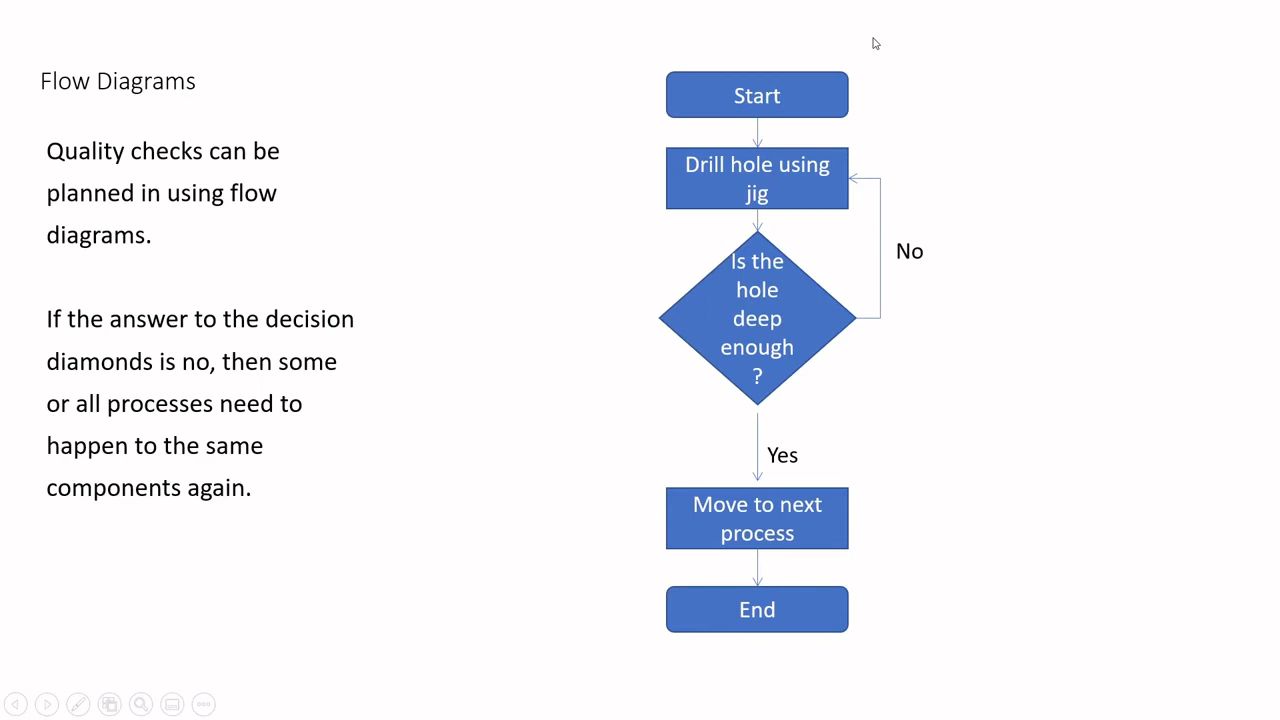 Flow Diagrams
Quality checks can be
planned in using flow
diagrams.
If the answer to the decision
diamonds is no, then some
or all processes need to
happen to the same
components again.
Start
Drill hole using
jig
Is the
hole
deep
enough
?
No
Yes
Move to next
process
End